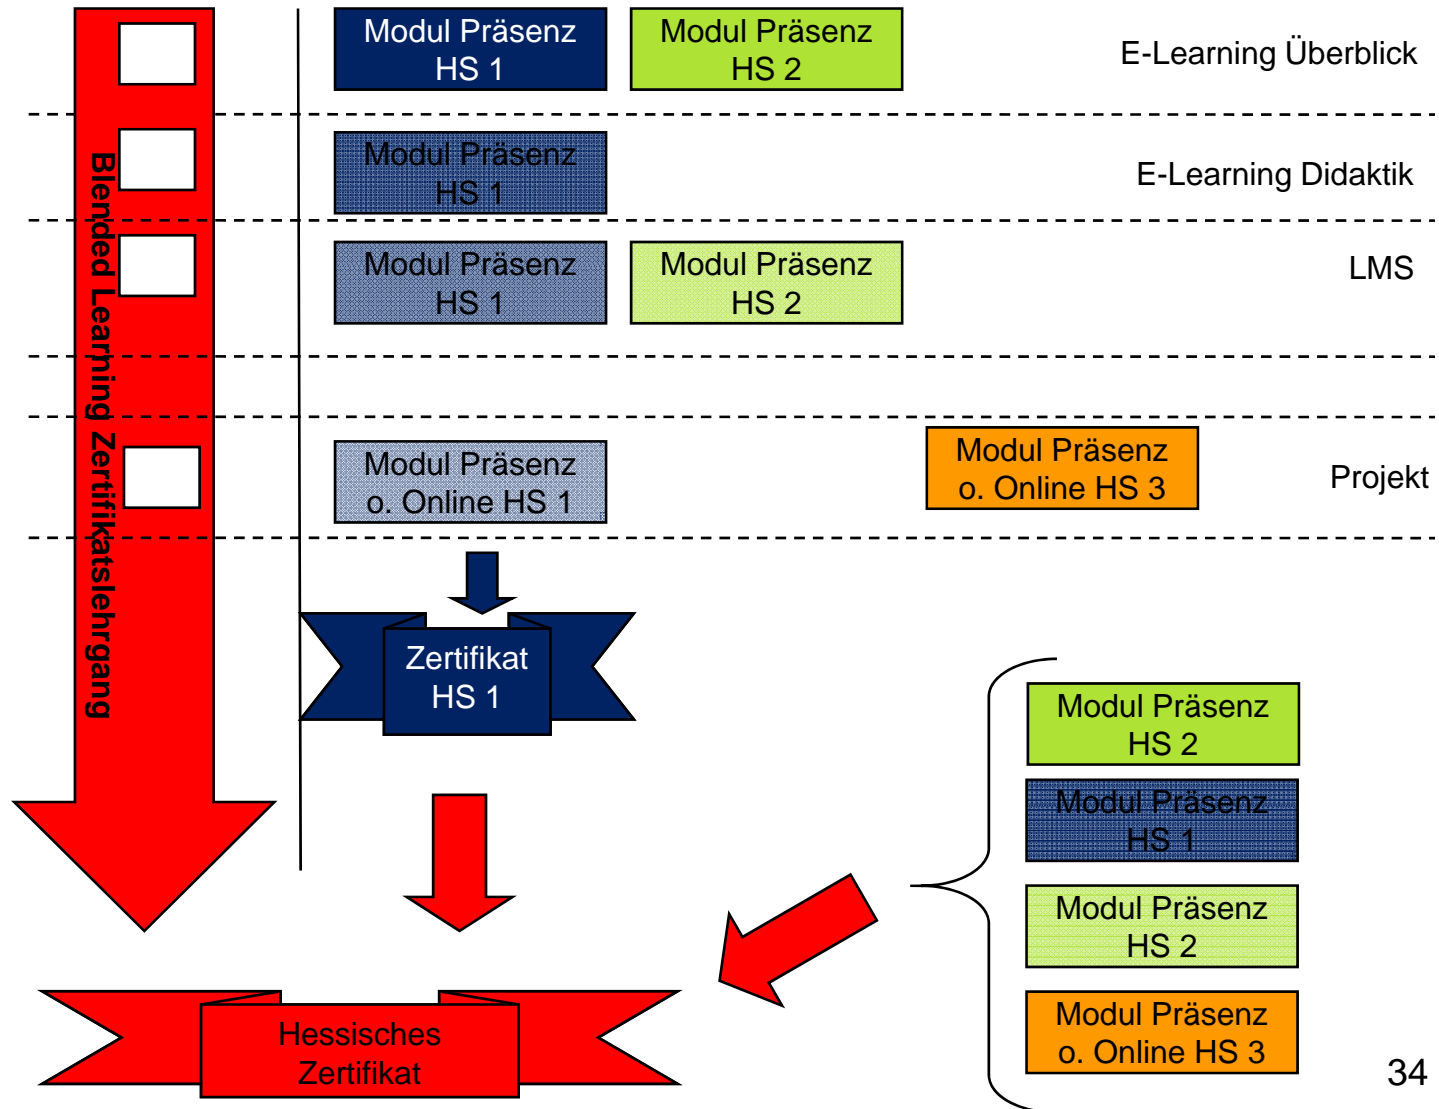 Modul Präsenz
HS 1
Modul Präsenz
HS 2
E-Learning Überblick
Modul Präsenz
HS 1
E-Learning Didaktik
Modul Präsenz
HS 1
Modul Präsenz
HS 2
LMS
Blended Learning Zertifikatslehrgang
Modul Präsenz
o. Online HS 1
Modul Präsenz
o. Online HS 3
Projekt
Zertifikat
HS 1
Modul Präsenz
HS 2
Modul Präsenz
HS 1
Modul Präsenz
HS 2
Modul Präsenz
o. Online HS 3
Hessisches
Zertifikat
34